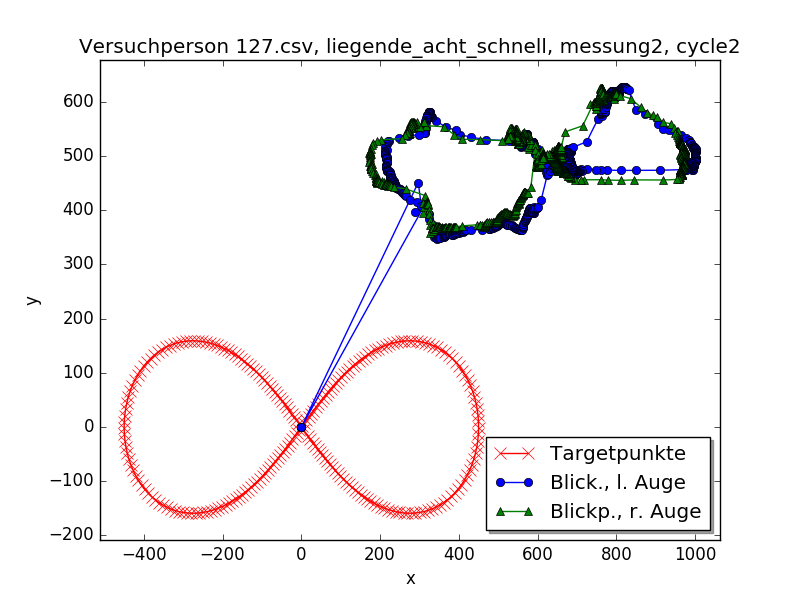 Versuchperson 127.csv, liegende_acht_schnell, messung2, cycle2
600
500
400
300
200
100
0
−100
−200
y
−400 −200 0 200 400 600 800 1000
x
Targetpunkte
Blick., l. Auge
Blickp., r. Auge